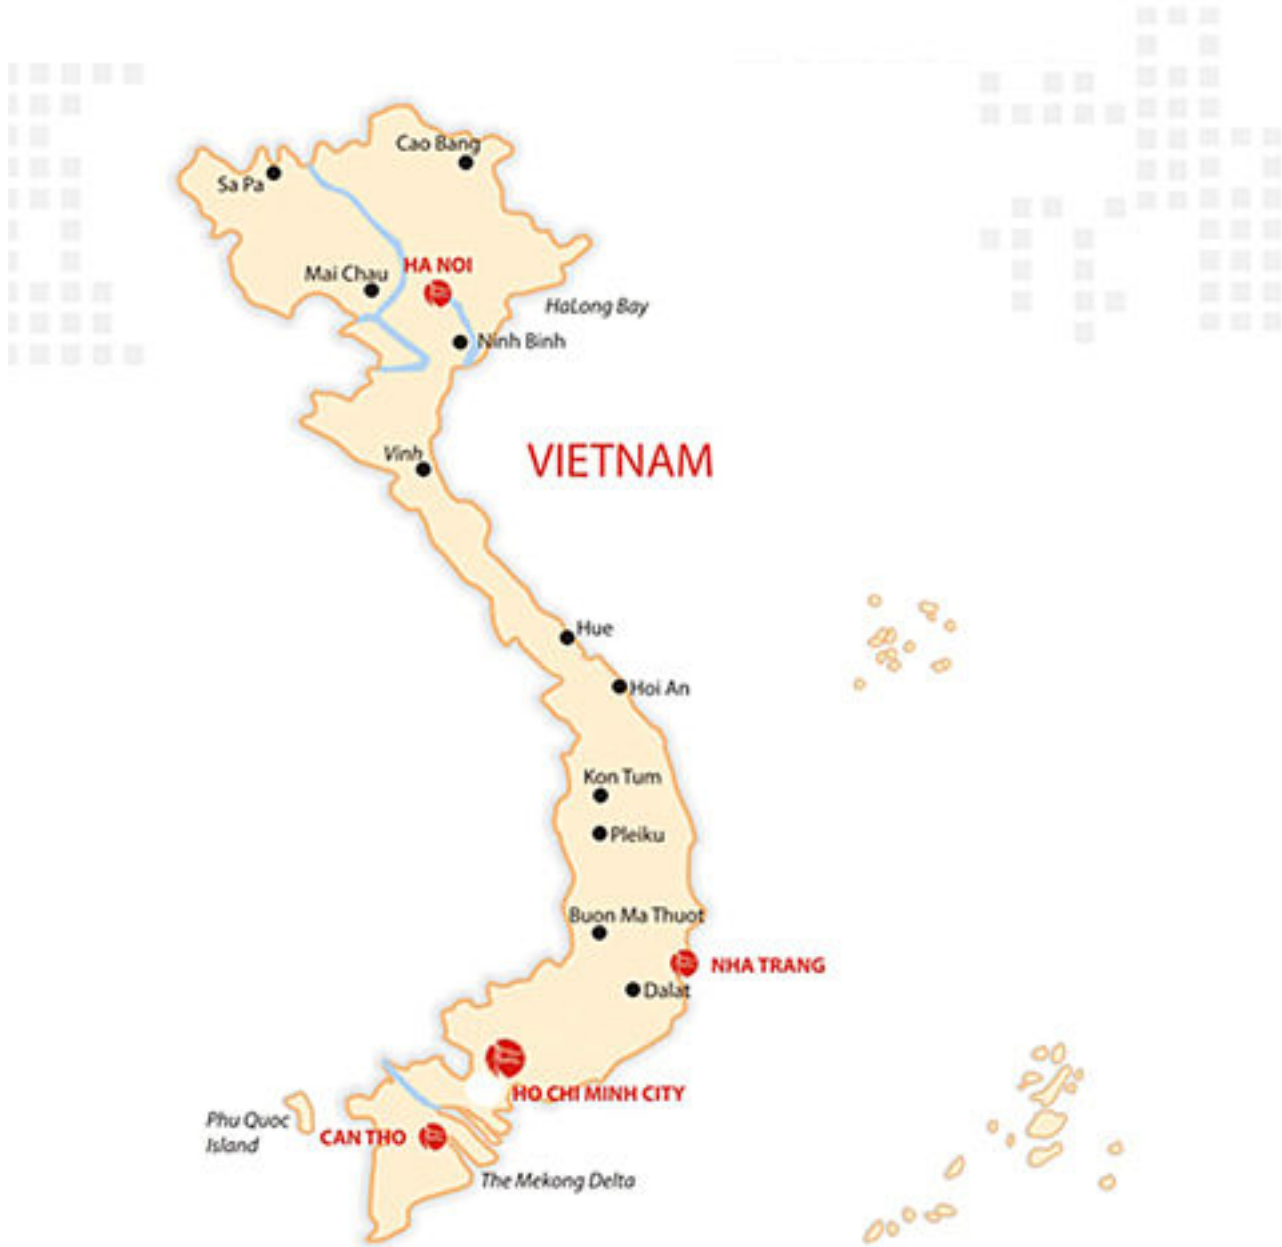 Cao Bang
Sa Pa
HA NOI
Mai Chau
HaLong Bay
Ninh Binh
VIETNAM
Vinh
Hue
Hoi An
Kon Tum
Pleiku
Buon Ma Thuot
NHA TRANG
Dalat
HO CHI MINH CITY
Phu Quoc
Island
CAN THO
The Mekong Delta